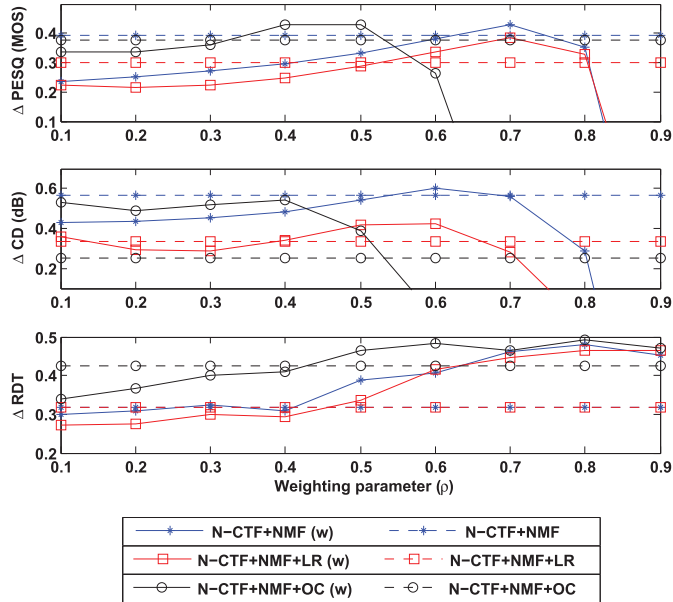 Δ PESQ (MOS)
0.4
0.3
0.2
0.1
0.1 0.2 0.3 0.4 0.5 0.6 0.7 0.8 0.9
Δ CD (dB)
0.6
0.4
0.2
0.1 0.2 0.3 0.4 0.5 0.6 0.7 0.8 0.9
Δ RDT
0.5
0.4
0.3
0.2
0.1 0.2 0.3 0.4 0.5 0.6 0.7 0.8 0.9
Weighting parameter (ρ)
N−CTF+NMF (w) N−CTF+NMF
N−CTF+NMF+LR (w) N−CTF+NMF+LR
N−CTF+NMF+OC (w) N−CTF+NMF+OC